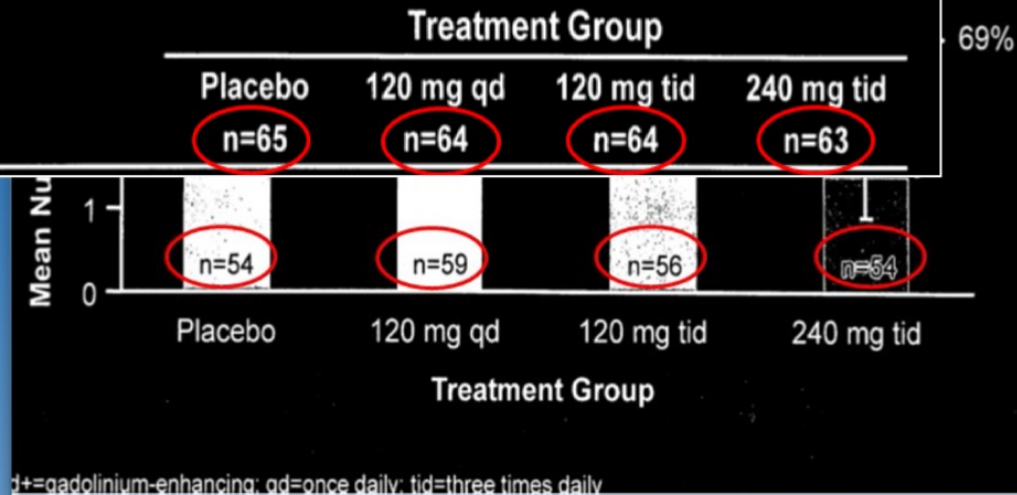 Treatment Group
69%
Placebo 120 mg qd 120 mg tid 240 mg tid
n=65 n=64 n=64 n=63
Mean Nu
1
n=54 n=59 n=56 n=54
0
Placebo 120 mg qd 120 mg tid 240 mg tid
Treatment Group
d+=gadolinium-enhancing; qd=once daily; tid=three times daily